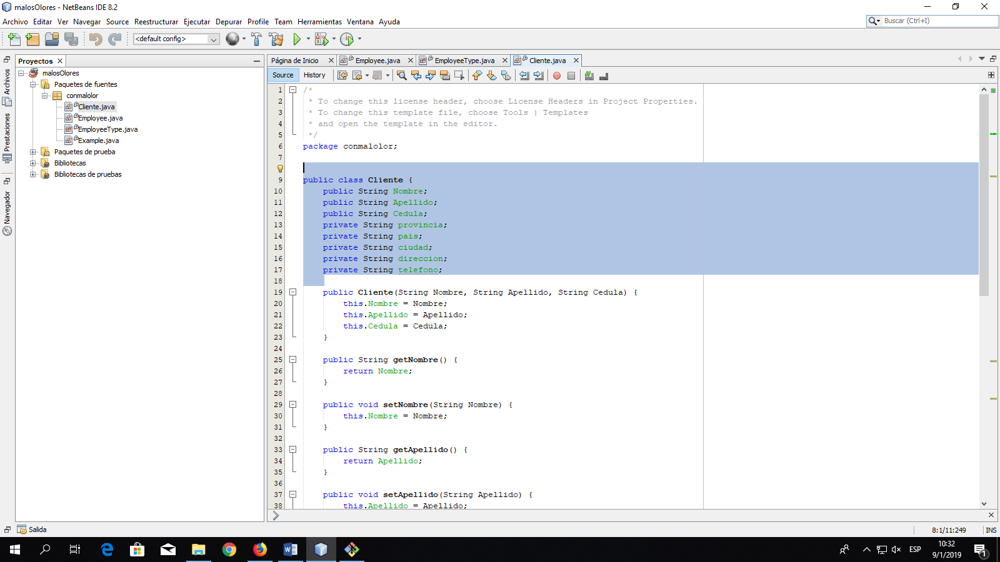 malosOlores - NetBeans IDE 8.2
Archivo Editar Ver Navegar Source Reestructurar Ejecutar Depurar Profile Team Herramientas Ventana Ayuda
Buscar (Ctrl+I)
<default config>
Proyectos
malosOlores
Paquetes de fuentes
conmalolor
Cliente.java
Employee.java
EmployeeType.java
Example.java
Paquetes de prueba
Bibliotecas
Bibliotecas de pruebas
Archivos
Prestaciones
Navegador
Página de Inicio Employee.java EmployeeType.java Cliente.java
Source History
1 /*
2 * To change this license header, choose License Headers in Project Properties.
3 * To change this template file, choose Tools | Templates
4 * and open the template in the editor.
5 */
6 package conmalolor;
7
9 public class Cliente {
10 public String Nombre;
11 public String Apellido;
12 public String Cedula;
13 private String provincia;
14 private String pais;
15 private String ciudad;
16 private String direccion;
17 private String telefono;
18
19 public Cliente(String Nombre, String Apellido, String Cedula) {
20 this.Nombre = Nombre;
21 this.Apellido = Apellido;
22 this.Cedula = Cedula;
23 }
24
25 public String getNombre() {
26 return Nombre;
27 }
28
29 public void setNombre(String Nombre) {
30 this.Nombre = Nombre;
31 }
32
33 public String getApellido() {
34 return Apellido;
35 }
36
37 public void setApellido(String Apellido) {
38 this.Apellido = Apellido;
Salida
8:1/11:249 INS
ESP
10:32
9/1/2019
1